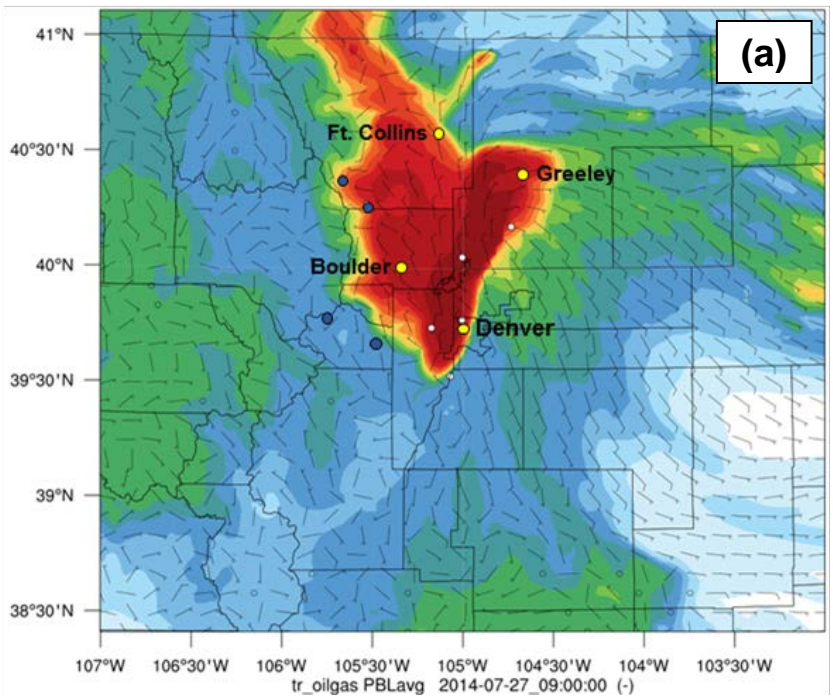 (a)
41°N
Ft. Collins
40°30'N
Greeley
40°N
Boulder
Denver
39°30'N
39°N
38°30'N
107°W 106°30'W 106°W 105°30'W 105°W 104°30'W 104°W 103°30'W
tr_oilgas PBLavg 2014-07-27_09:00:00 (-)